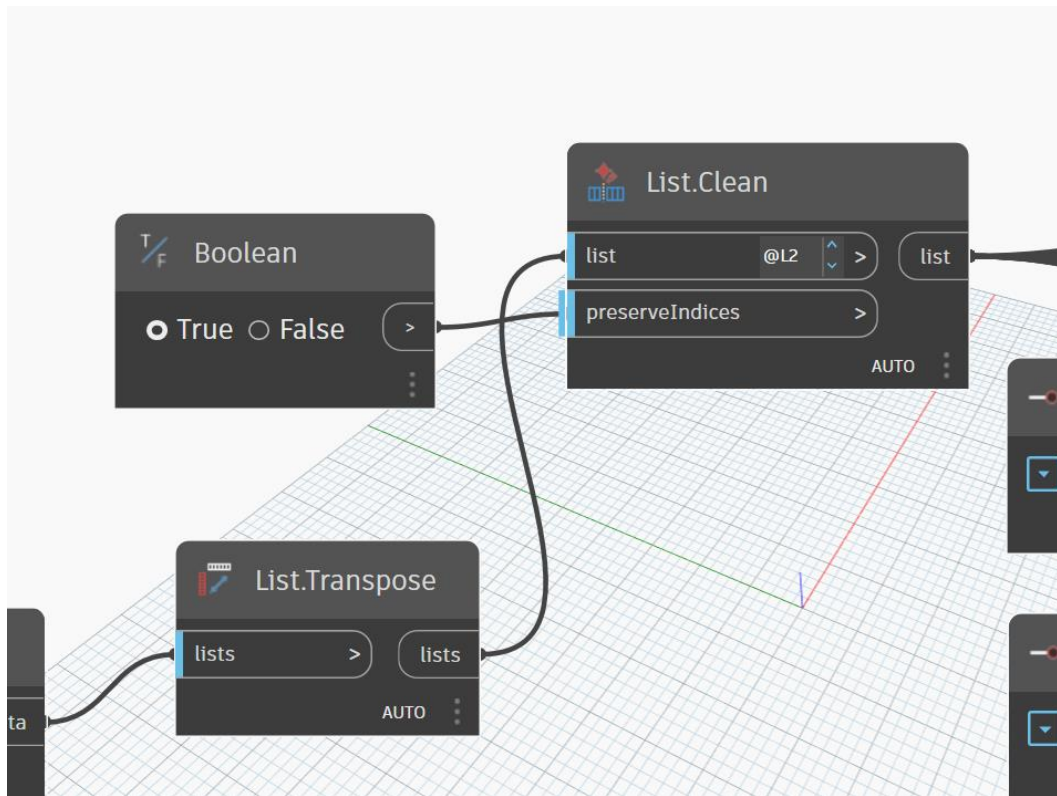 List.Clean
T/F Boolean
list @L2 > list
True False >
preserveIndices >
AUTO
List.Transpose
lists > lists
ta
AUTO